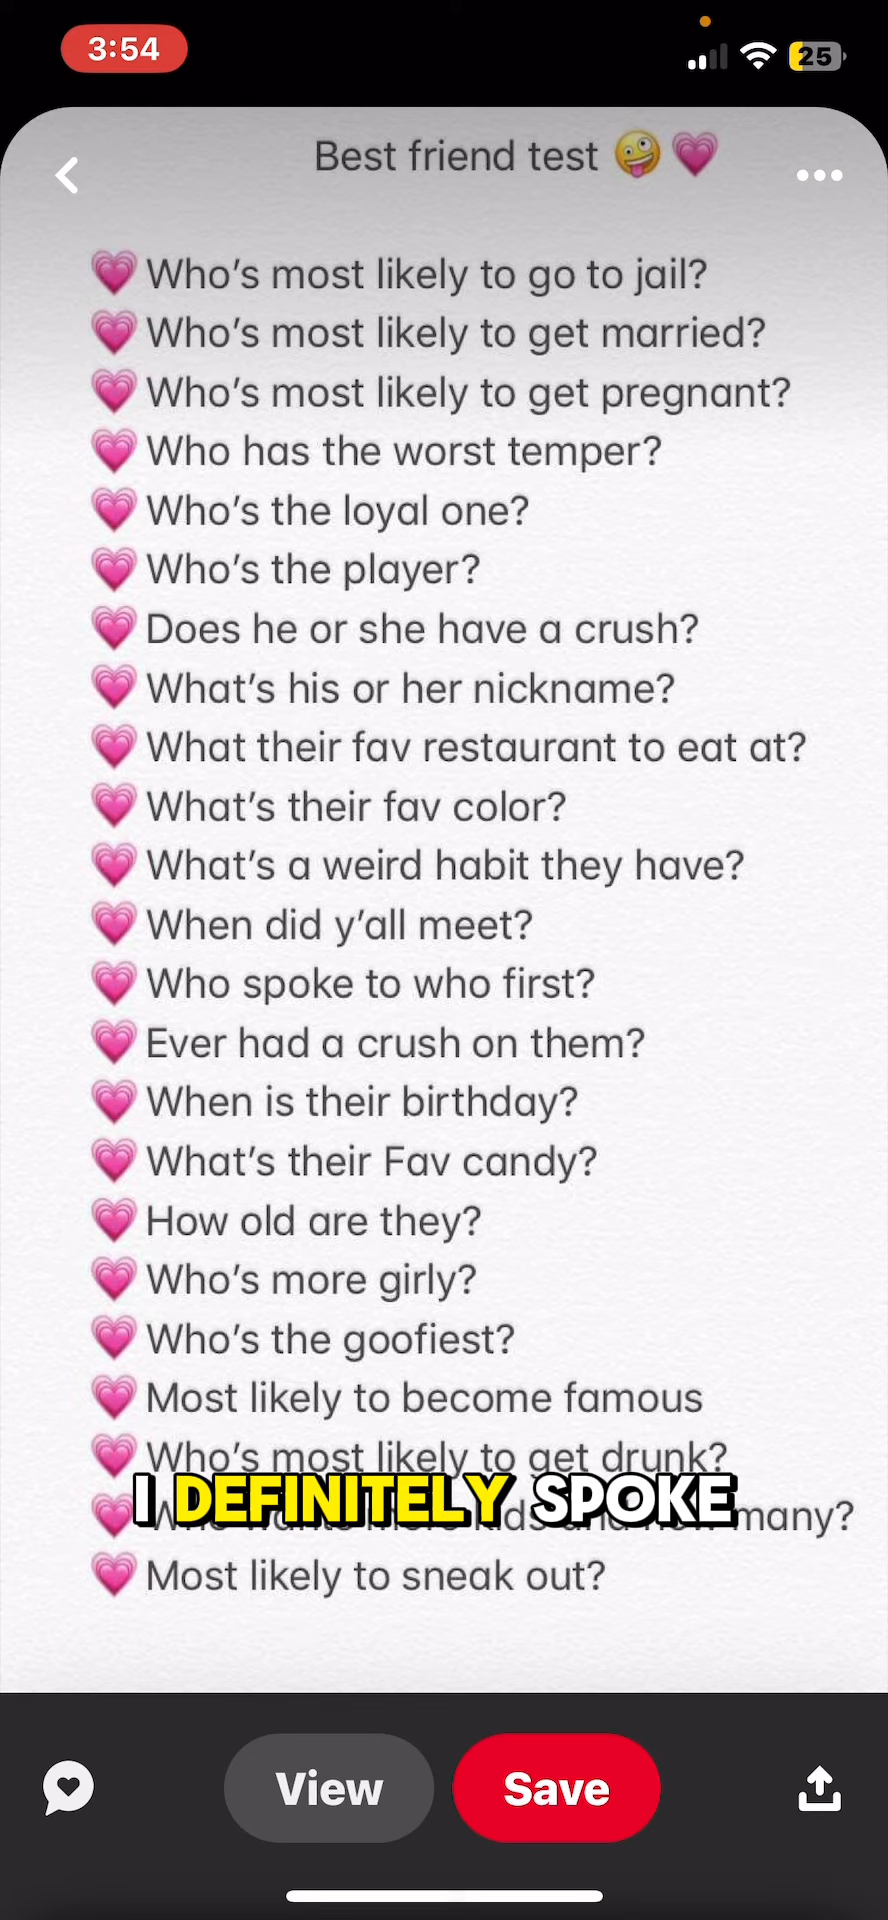 3:54
25
Best friend test 🤪💗
💗Who's most likely to go to jail?
💗Who's most likely to get married?
💗Who's most likely to get pregnant?
💗Who has the worst temper?
💗Who's the loyal one?
💗Who's the player?
💗Does he or she have a crush?
💗What's his or her nickname?
💗What their fav restaurant to eat at?
💗What's their fav color?
💗What's a weird habit they have?
💗When did y'all meet?
💗Who spoke to who first?
💗Ever had a crush on them?
💗When is their birthday?
💗What's their Fav candy?
💗How old are they?
💗Who's more girly?
💗Who's the goofiest?
💗Most likely to become famous
💗Who's most likely to get drunk?
I DEFINITELY SPOKE
💗Who wants more kids and how many?
💗Most likely to sneak out?
View
Save